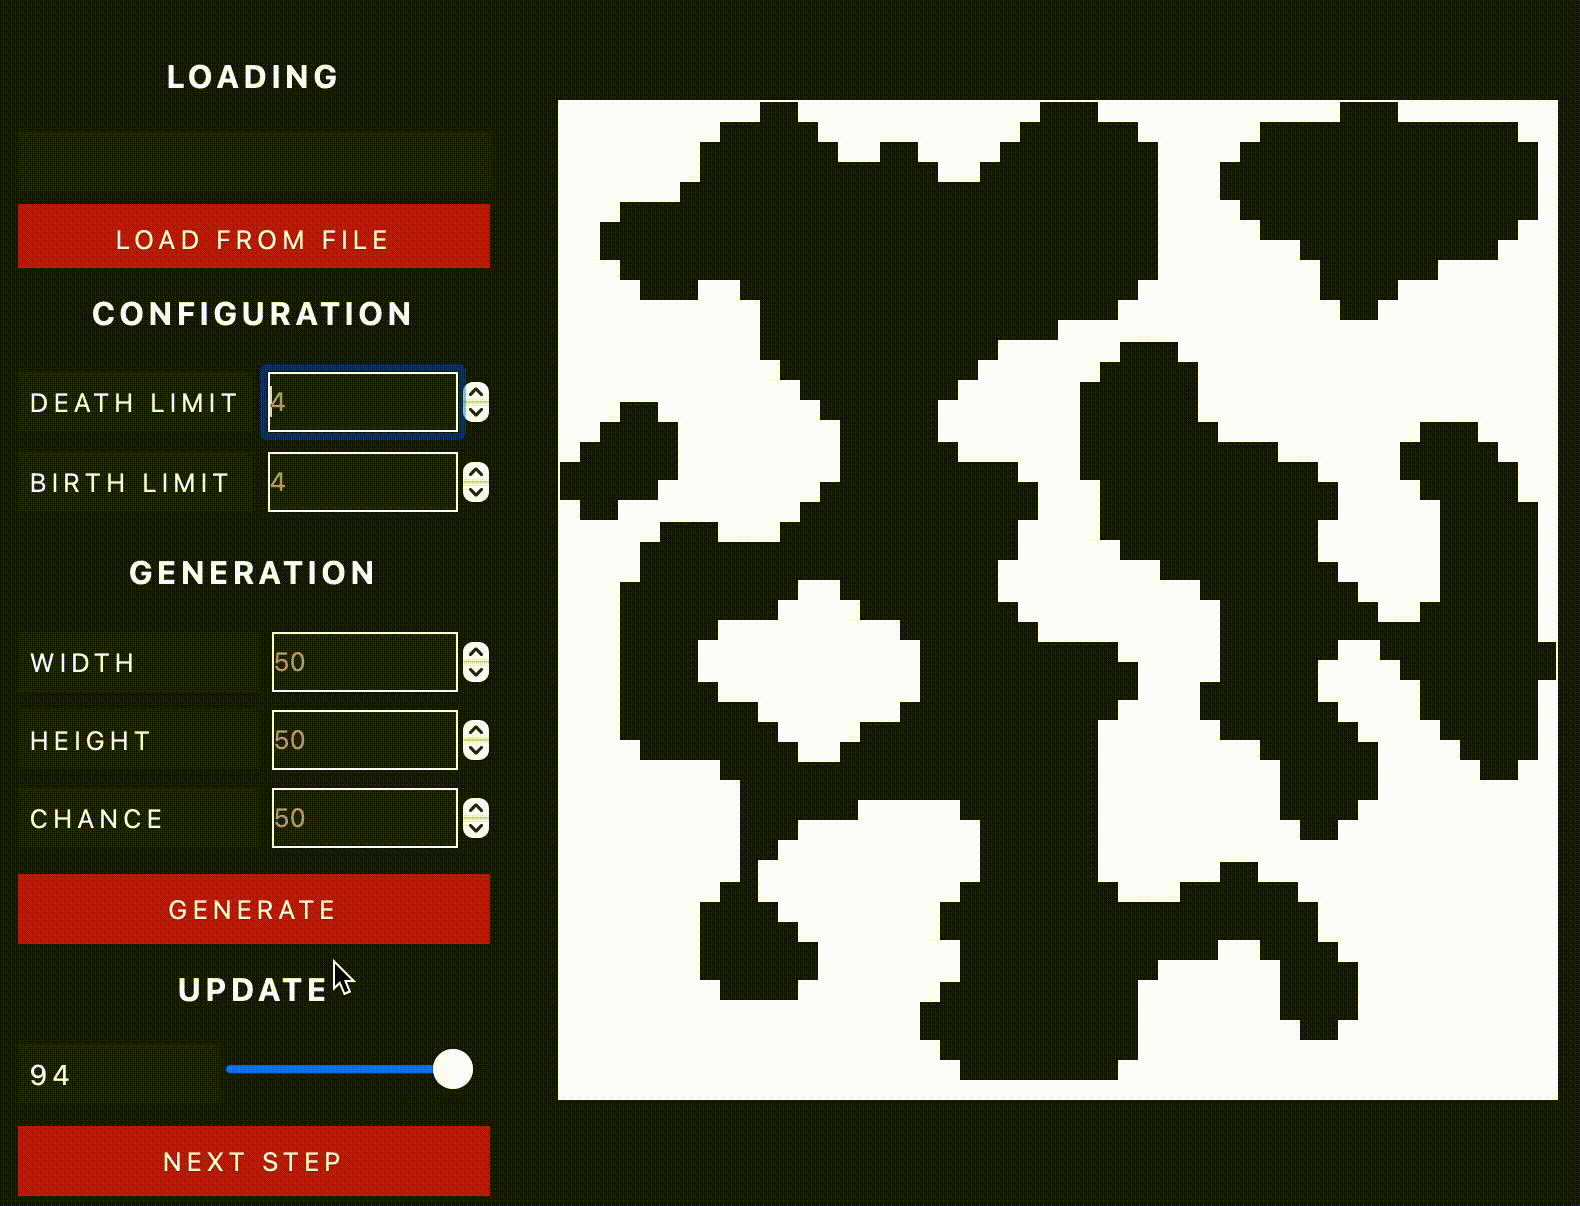 LOADING
LOAD FROM FILE
CONFIGURATION
DEATH LIMIT 4
BIRTH LIMIT 4
GENERATION
WIDTH 50
HEIGHT 50
CHANCE 50
GENERATE
UPDATE
94
NEXT STEP